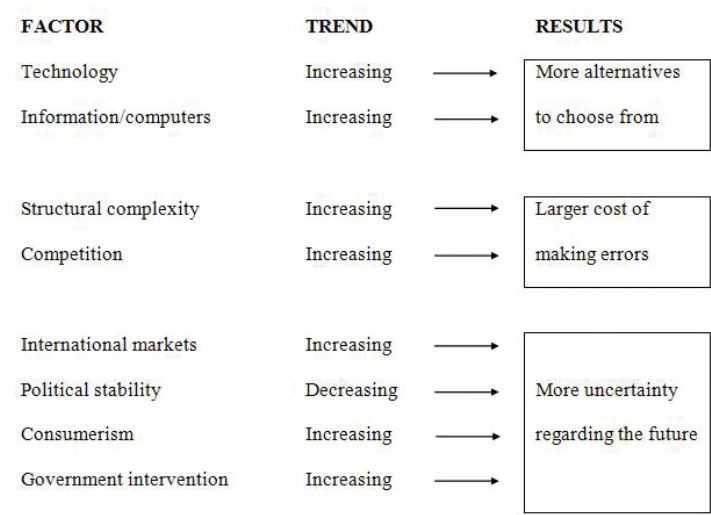 FACTOR TREND RESULTS
Technology Increasing More alternatives
Information/computers Increasing to choose from
Structural complexity Increasing Larger cost of
Competition Increasing making errors
International markets Increasing
Political stability Decreasing More uncertainty
Consumerism Increasing regarding the future
Government intervention Increasing